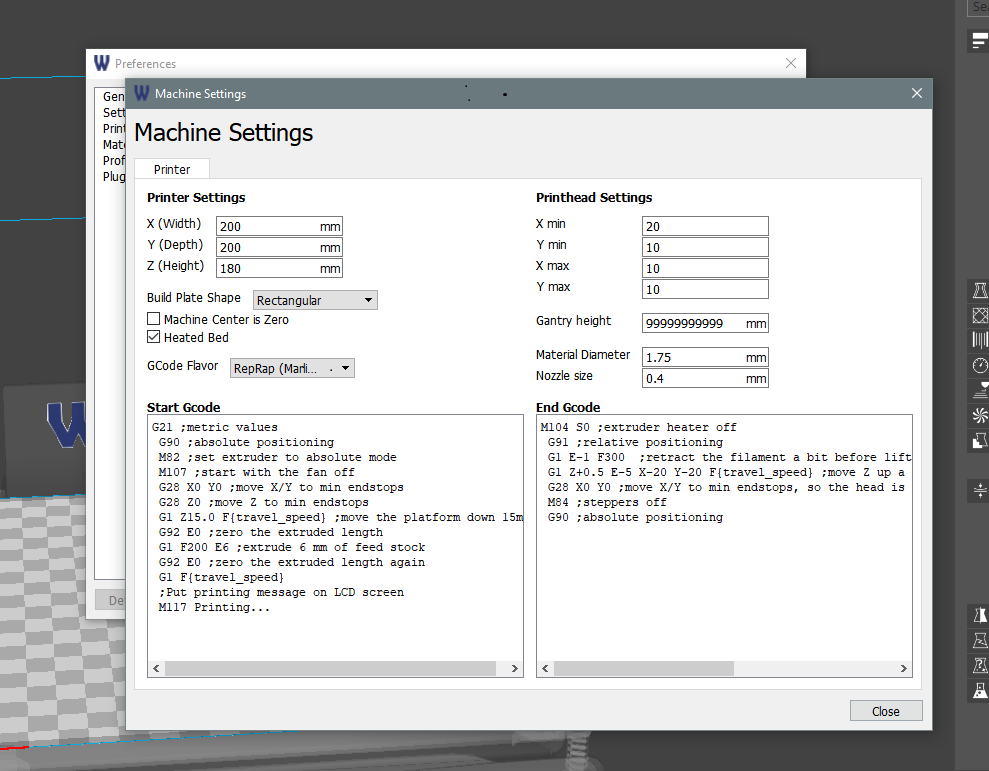 Sea
W Preferences
Gen
Sett
Print
Mate
Prof
Plug
De
W Machine Settings
Machine Settings
Printer
Printer Settings
X (Width) 200 mm
Y (Depth) 200 mm
Z (Height) 180 mm
Build Plate Shape Rectangular
Machine Center is Zero
Heated Bed
GCode Flavor RepRap (Marli...
Printhead Settings
X min 20
Y min 10
X max 10
Y max 10
Gantry height 99999999999 mm
Material Diameter 1.75 mm
Nozzle size 0.4 mm
Start Gcode
G21 ;metric values
G90 ;absolute positioning
M82 ;set extruder to absolute mode
M107 ;start with the fan off
G28 X0 Y0 ;move X/Y to min endstops
G28 Z0 ;move Z to min endstops
G1 Z15.0 F{travel_speed} ;move the platform down 15m
G92 E0 ;zero the extruded length
G1 F200 E6 ;extrude 6 mm of feed stock
G92 E0 ;zero the extruded length again
G1 F{travel_speed}
;Put printing message on LCD screen
M117 Printing...
End Gcode
M104 S0 ;extruder heater off
G91 ;relative positioning
G1 E-1 F300  ;retract the filament a bit before lift
G1 Z+0.5 E-5 X-20 Y-20 F{travel_speed} ;move Z up a
G28 X0 Y0 ;move X/Y to min endstops, so the head is
M84 ;steppers off
G90 ;absolute positioning
Close
W